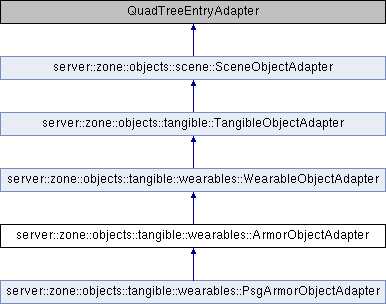 QuadTreeEntryAdapter
server::zone::objects::scene::SceneObjectAdapter
server::zone::objects::tangible::TangibleObjectAdapter
server::zone::objects::tangible::wearables::WearableObjectAdapter
server::zone::objects::tangible::wearables::ArmorObjectAdapter
server::zone::objects::tangible::wearables::PsgArmorObjectAdapter